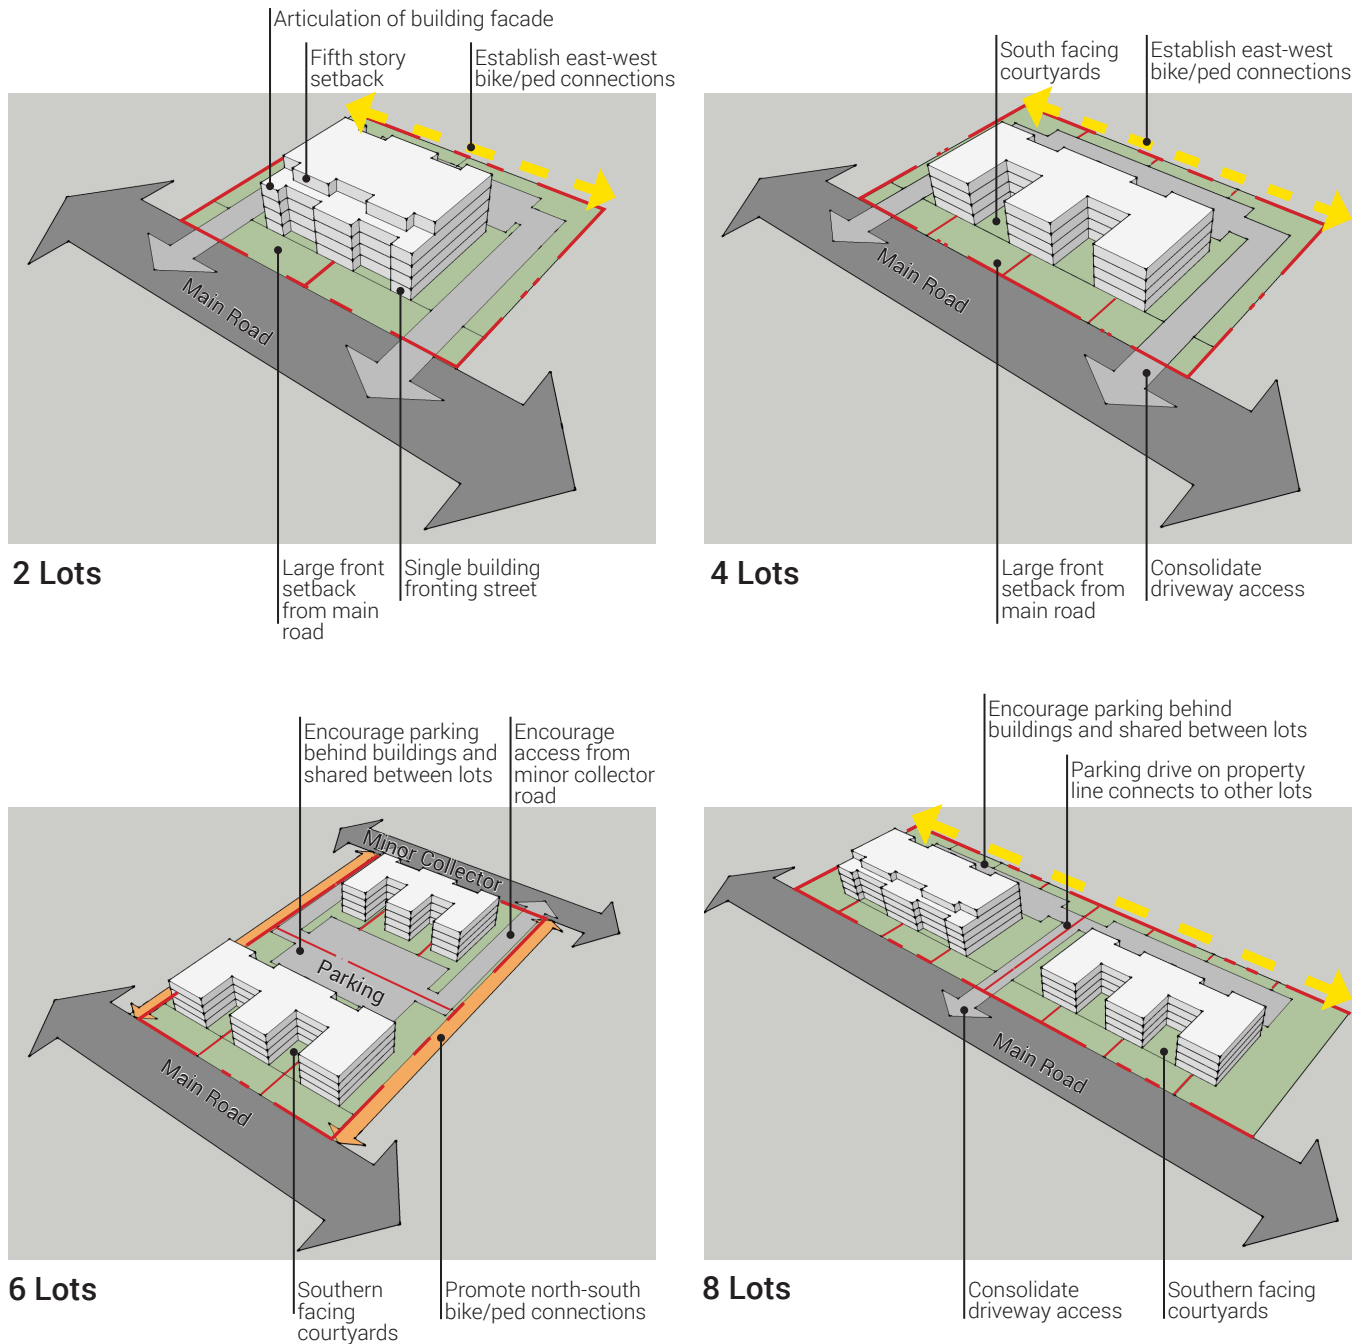 Articulation of building facade
Fifth story
setback
Establish east-west
bike/ped connections
Main Road
2 Lots
Large front
setback
from main
road
Single building
fronting street
South facing
courtyards
Establish east-west
bike/ped connections
Main Road
4 Lots
Large front
setback from
main road
Consolidate
driveway access
Encourage parking
behind buildings and
shared between lots
Encourage
access from
minor collector
road
Minor Collector
Parking
Main Road
6 Lots
Southern
facing
courtyards
Promote north-south
bike/ped connections
Encourage parking behind
buildings and shared between lots
Parking drive on property
line connects to other lots
Main Road
8 Lots
Consolidate
driveway access
Southern facing
courtyards